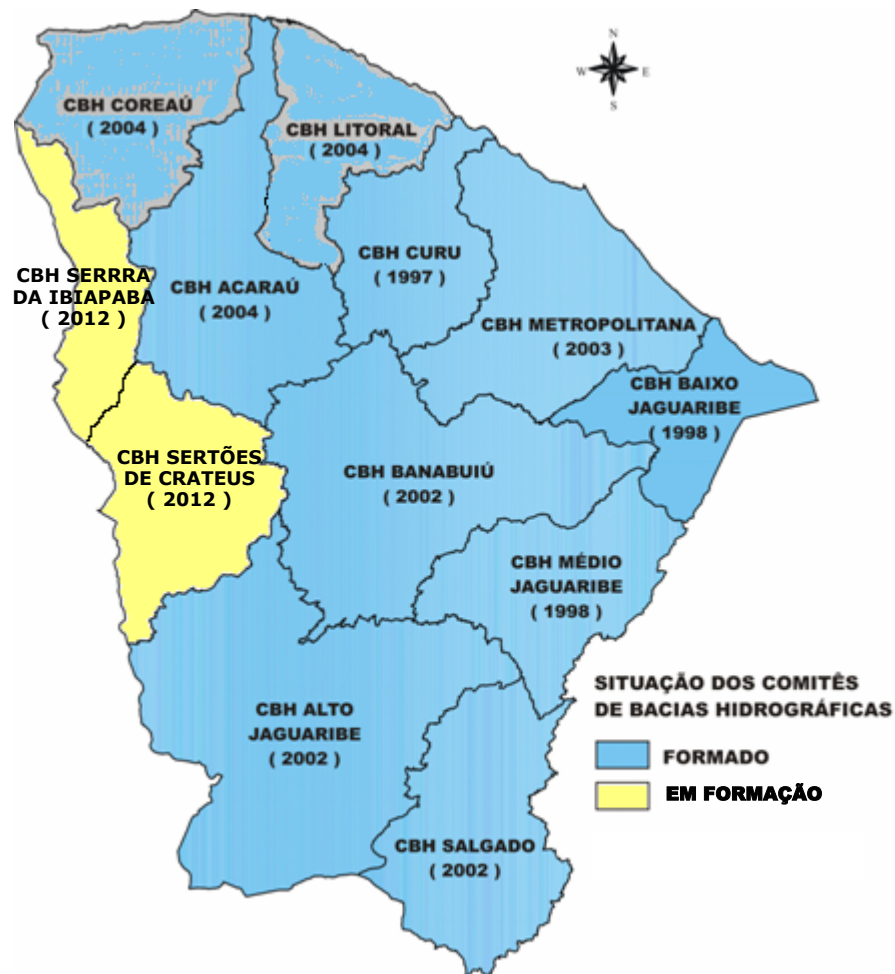 N
W E
S
CBH COREAÚ
( 2004 )
CBH LITORAL
( 2004 )
CBH SERRRA
DA IBIAPABA
( 2012 )
CBH ACARAÚ
( 2004 )
CBH CURU
( 1997 )
CBH METROPOLITANA
( 2003 )
CBH BAIXO
JAGUARIBE
( 1998 )
CBH SERTÕES
DE CRATEUS
( 2012 )
CBH BANABUIÚ
( 2002 )
CBH MÉDIO
JAGUARIBE
( 1998 )
CBH ALTO
JAGUARIBE
( 2002 )
CBH SALGADO
( 2002 )
SITUAÇÃO DOS COMITÊS
DE BACIAS HIDROGRÁFICAS
FORMADO
EM FORMAÇÃO